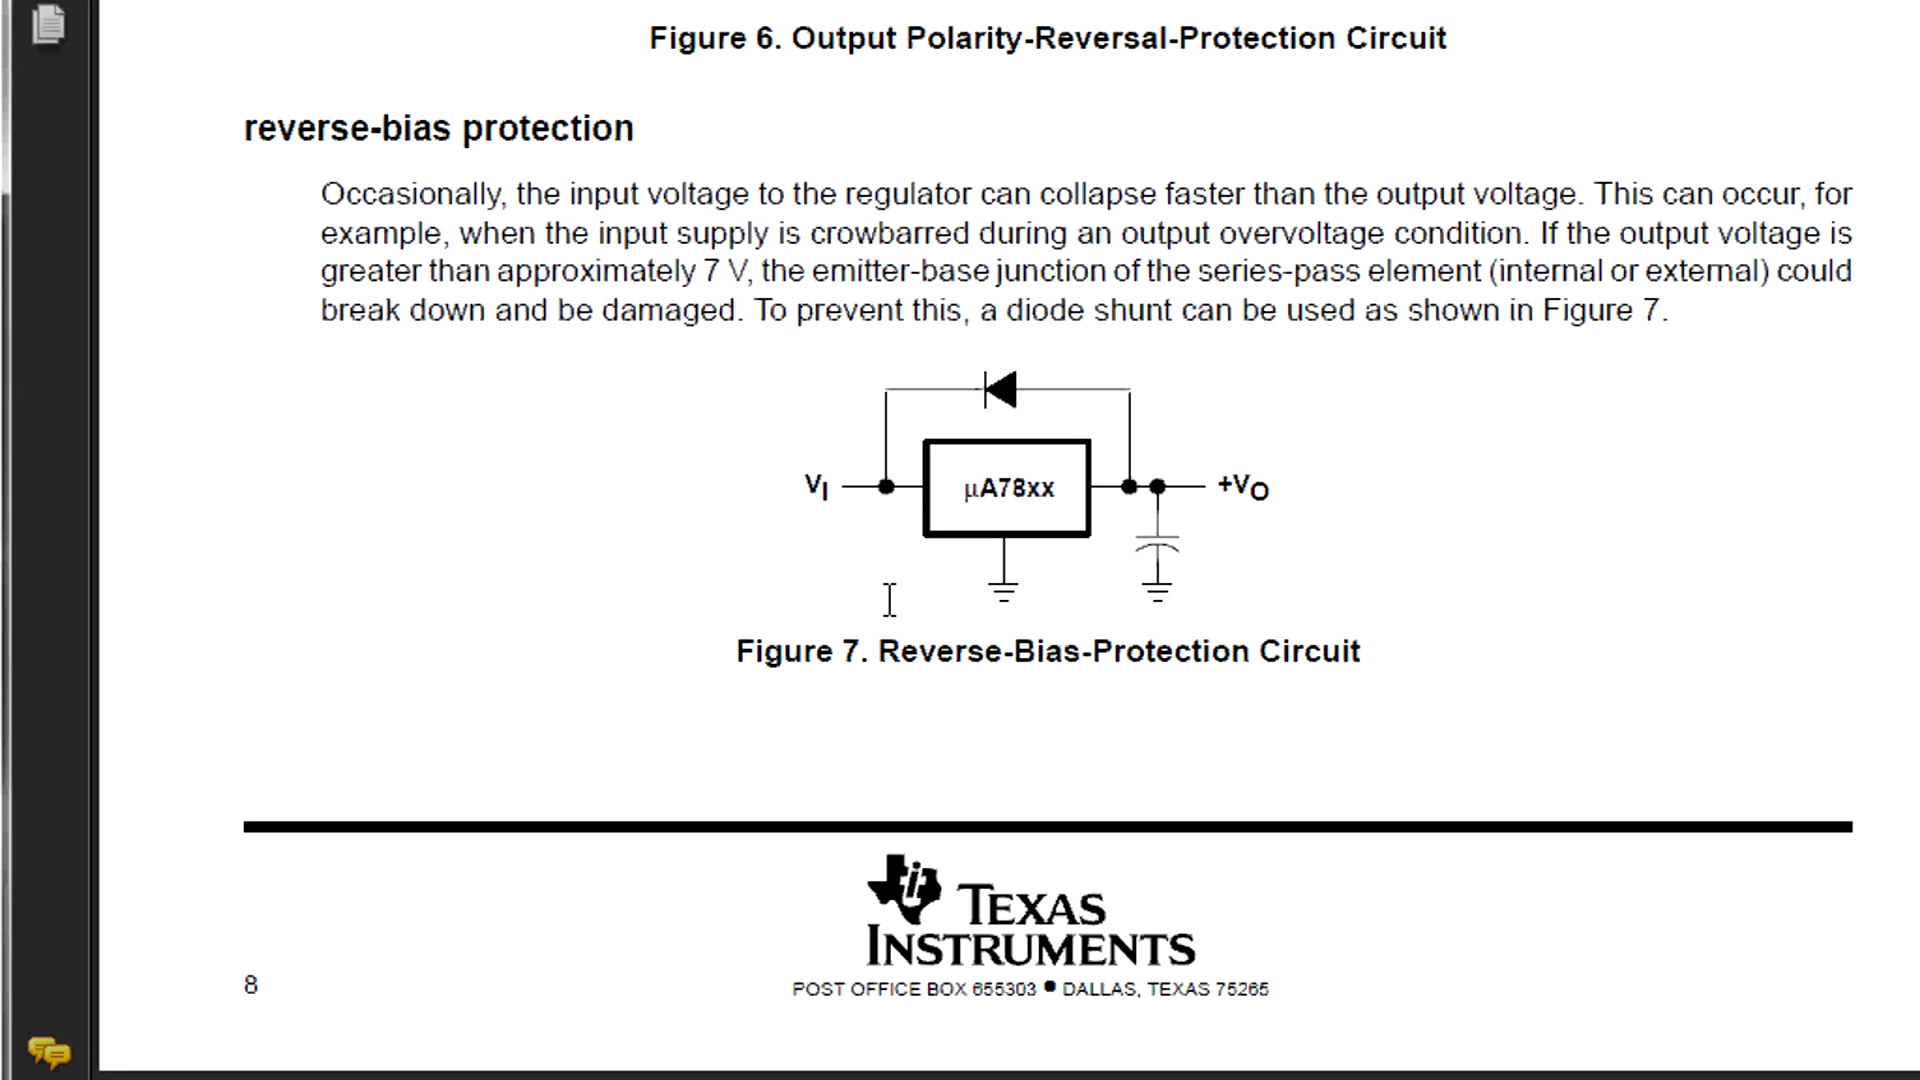 Figure 6. Output Polarity-Reversal-Protection Circuit
reverse-bias protection
Occasionally, the input voltage to the regulator can collapse faster than the output voltage. This can occur, for
example, when the input supply is crowbarred during an output overvoltage condition. If the output voltage is
greater than approximately 7 V, the emitter-base junction of the series-pass element (internal or external) could
break down and be damaged. To prevent this, a diode shunt can be used as shown in Figure 7.
VI
µA78xx
+VO
Figure 7. Reverse-Bias-Protection Circuit
TEXAS
INSTRUMENTS
8
POST OFFICE BOX 655303 ● DALLAS, TEXAS 75265